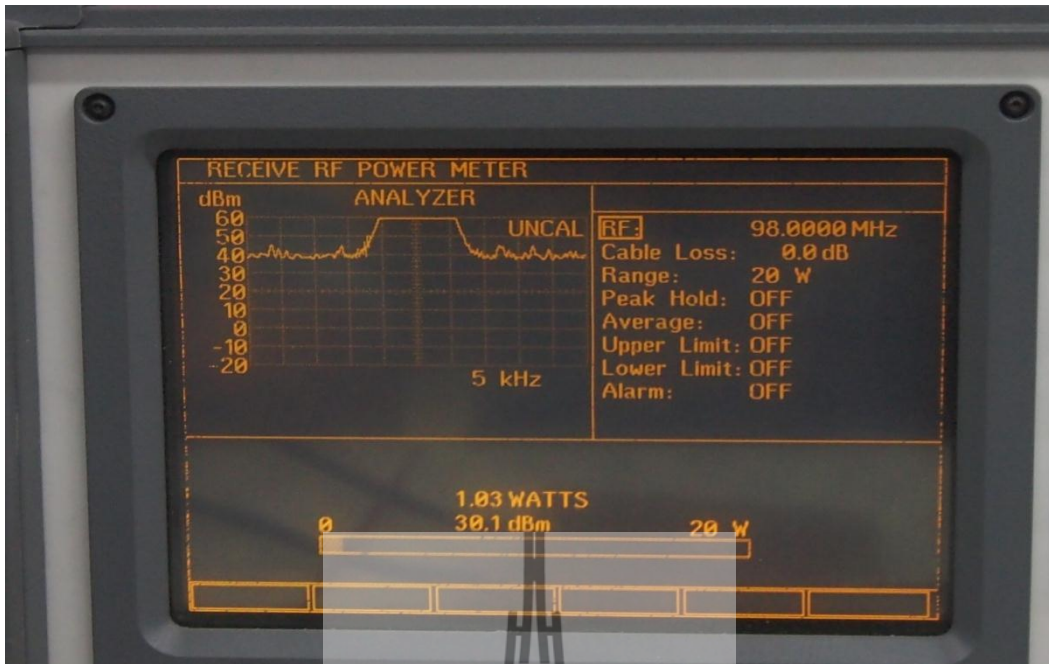 RECEIVE RF POWER METER
dBm ANALYZER
60
UNCAL
50
40
30
20
10
0
-10
-20
5 kHz
RF: 98.0000 MHz
Cable Loss: 0.0 dB
Range: 20 W
Peak Hold: OFF
Average: OFF
Upper Limit: OFF
Lower Limit: OFF
Alarm: OFF
1.03 WATTS
0 30.1 dBm 20 W